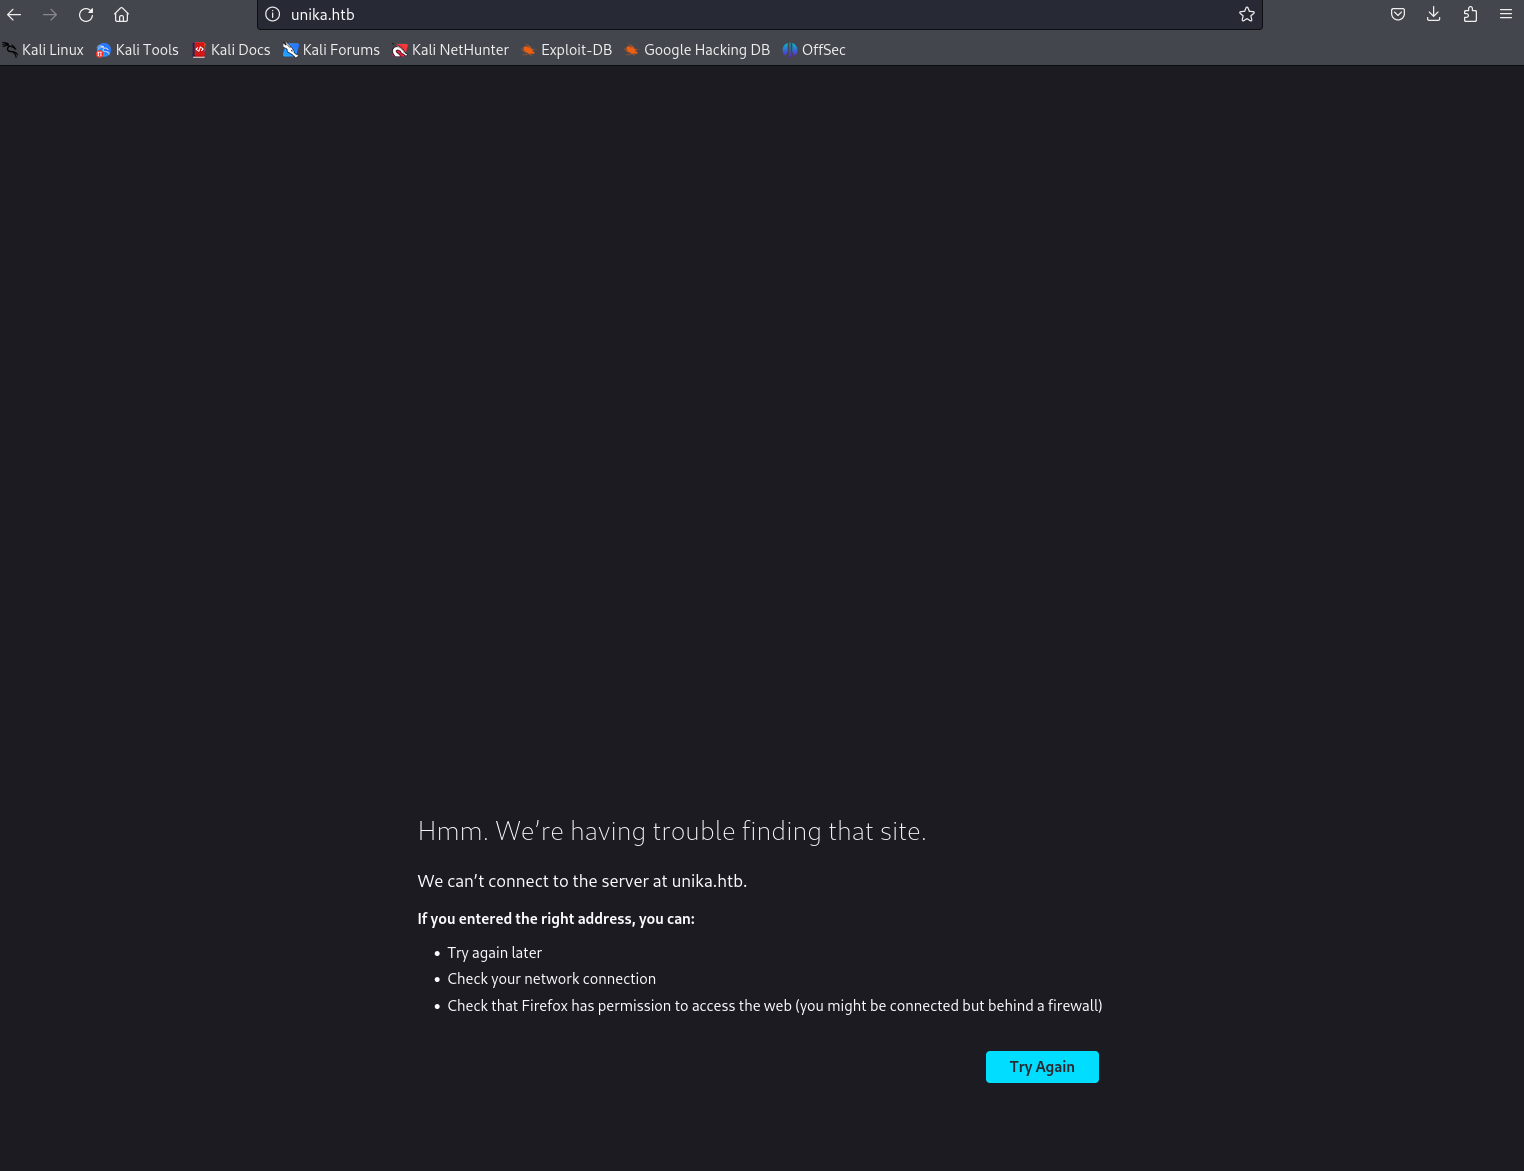 unika.htb
Kali Linux Kali Tools Kali Docs Kali Forums Kali NetHunter Exploit-DB Google Hacking DB OffSec
Hmm. We’re having trouble finding that site.
We can’t connect to the server at unika.htb.
If you entered the right address, you can:
• Try again later
• Check your network connection
• Check that Firefox has permission to access the web (you might be connected but behind a firewall)
Try Again